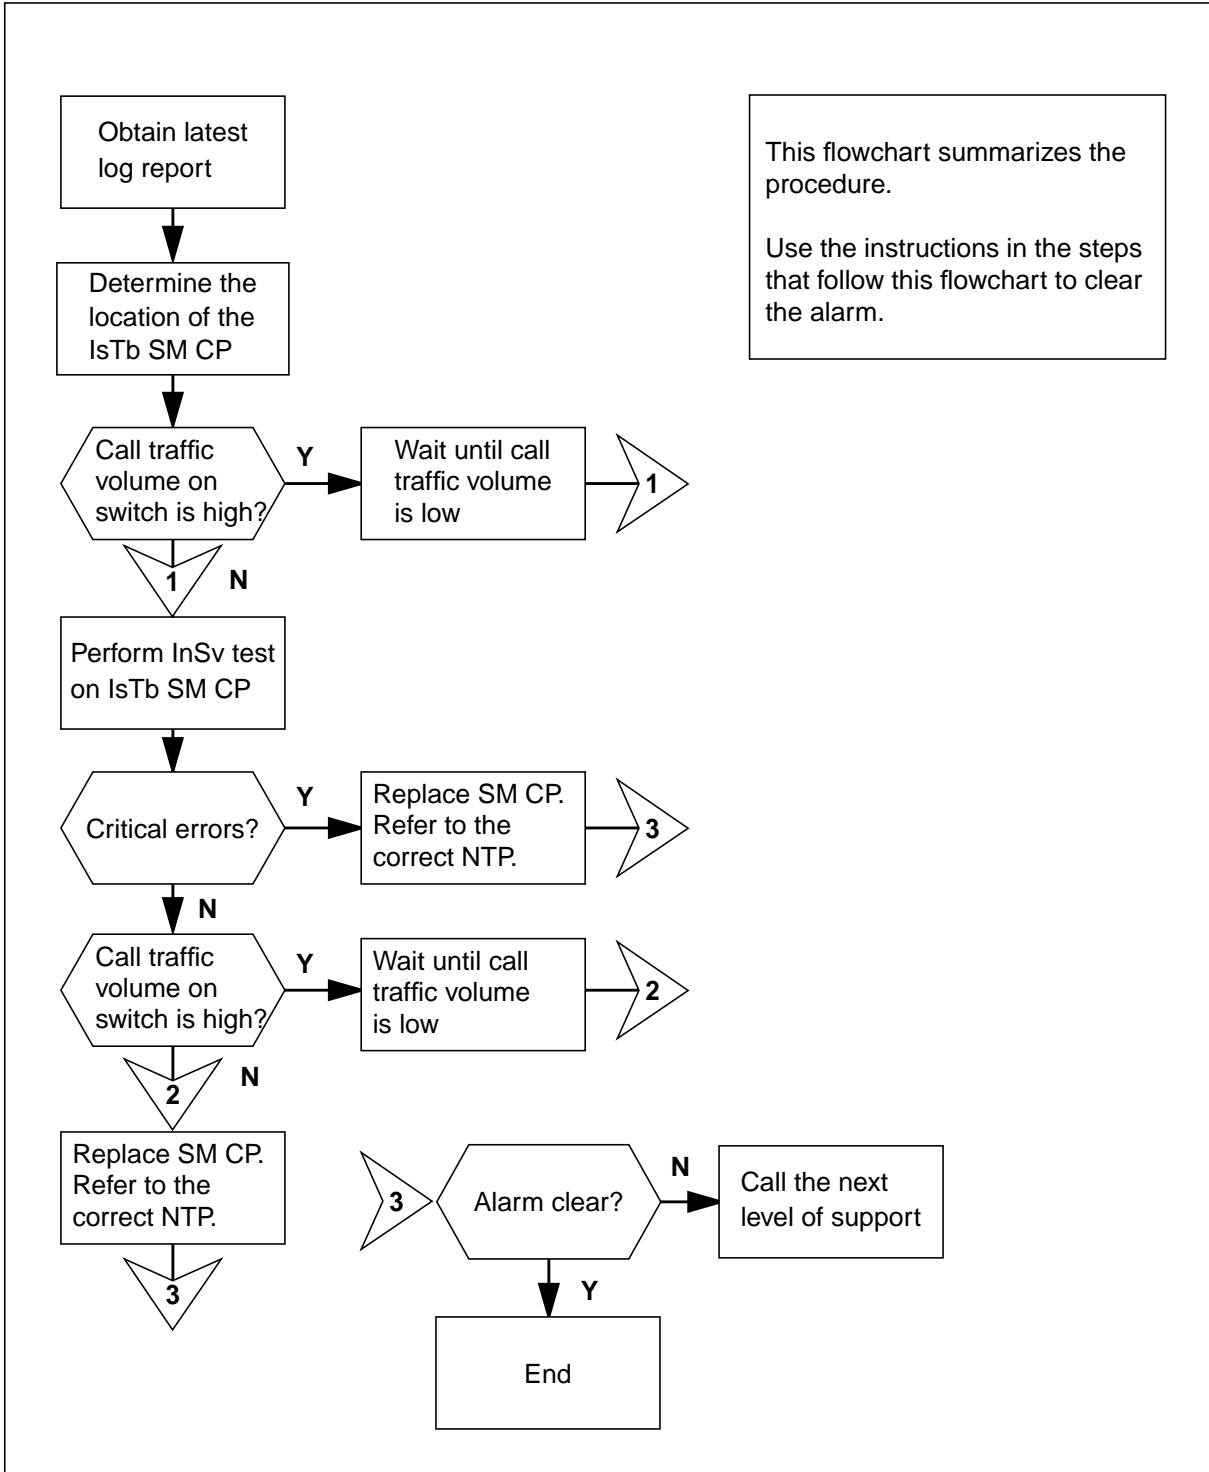 Obtain latest
log report
This flowchart summarizes the
procedure.
Use the instructions in the steps
that follow this flowchart to clear
the alarm.
Determine the
location of the
IsTb SM CP
Call traffic
volume on
switch is high?
Y
Wait until call
traffic volume
is low
1
1
N
Perform InSv test
on IsTb SM CP
Critical errors?
Y
Replace SM CP.
Refer to the
correct NTP.
3
N
Call traffic
volume on
switch is high?
Y
Wait until call
traffic volume
is low
2
2
N
Replace SM CP.
Refer to the
correct NTP.
3
3
Alarm clear?
N
Call the next
level of support
Y
End